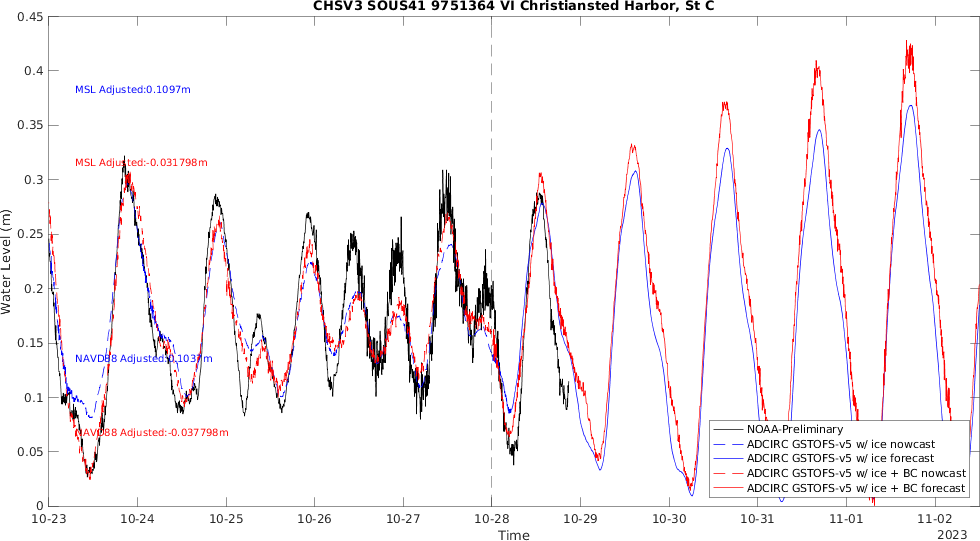 CHSV3 SOUS41 9751364 VI Christiansted Harbor, St C
0.45
0.4
0.35
0.3
0.25
0.2
0.15
0.1
0.05
0
Water Level (m)
MSL Adjusted:0.1097m
MSL Adjusted:-0.031798m
NAVD88 Adjusted:0.1037m
NAVD88 Adjusted:-0.037798m
NOAA-Preliminary
ADCIRC GSTOFS-v5 w/ ice nowcast
ADCIRC GSTOFS-v5 w/ ice forecast
ADCIRC GSTOFS-v5 w/ ice + BC nowcast
ADCIRC GSTOFS-v5 w/ ice + BC forecast
10-23 10-24 10-25 10-26 10-27 10-28 10-29 10-30 10-31 11-01 11-02
Time
2023